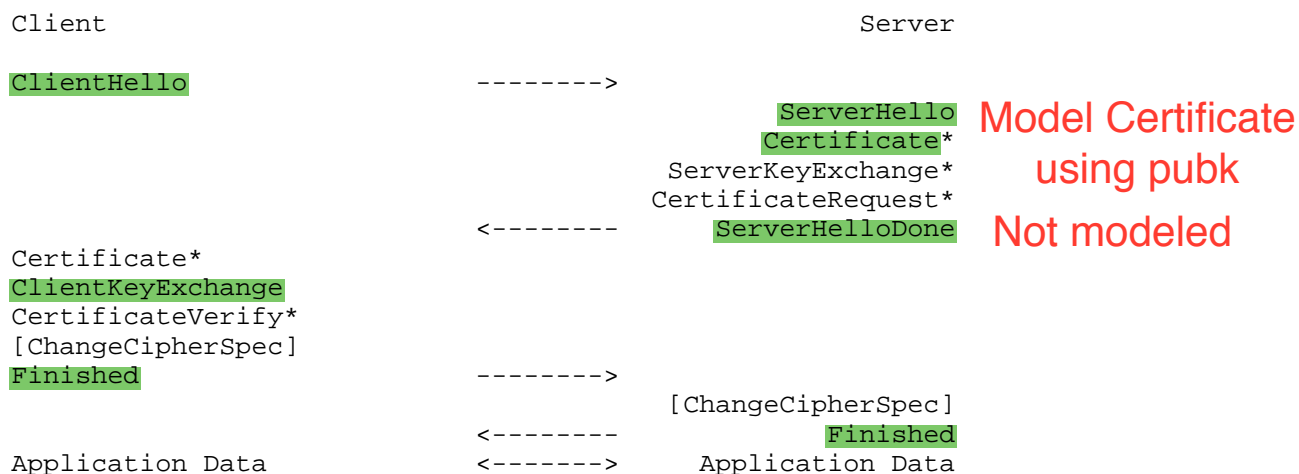 Client Server
ClientHello -------->
ServerHello
Certificate*
ServerKeyExchange*
CertificateRequest*
<-------- ServerHelloDone
Model Certificate
using pubk
Not modeled
Certificate*
ClientKeyExchange
CertificateVerify*
[ChangeCipherSpec]
Finished -------->
[ChangeCipherSpec]
<-------- Finished
Application Data <-------> Application Data